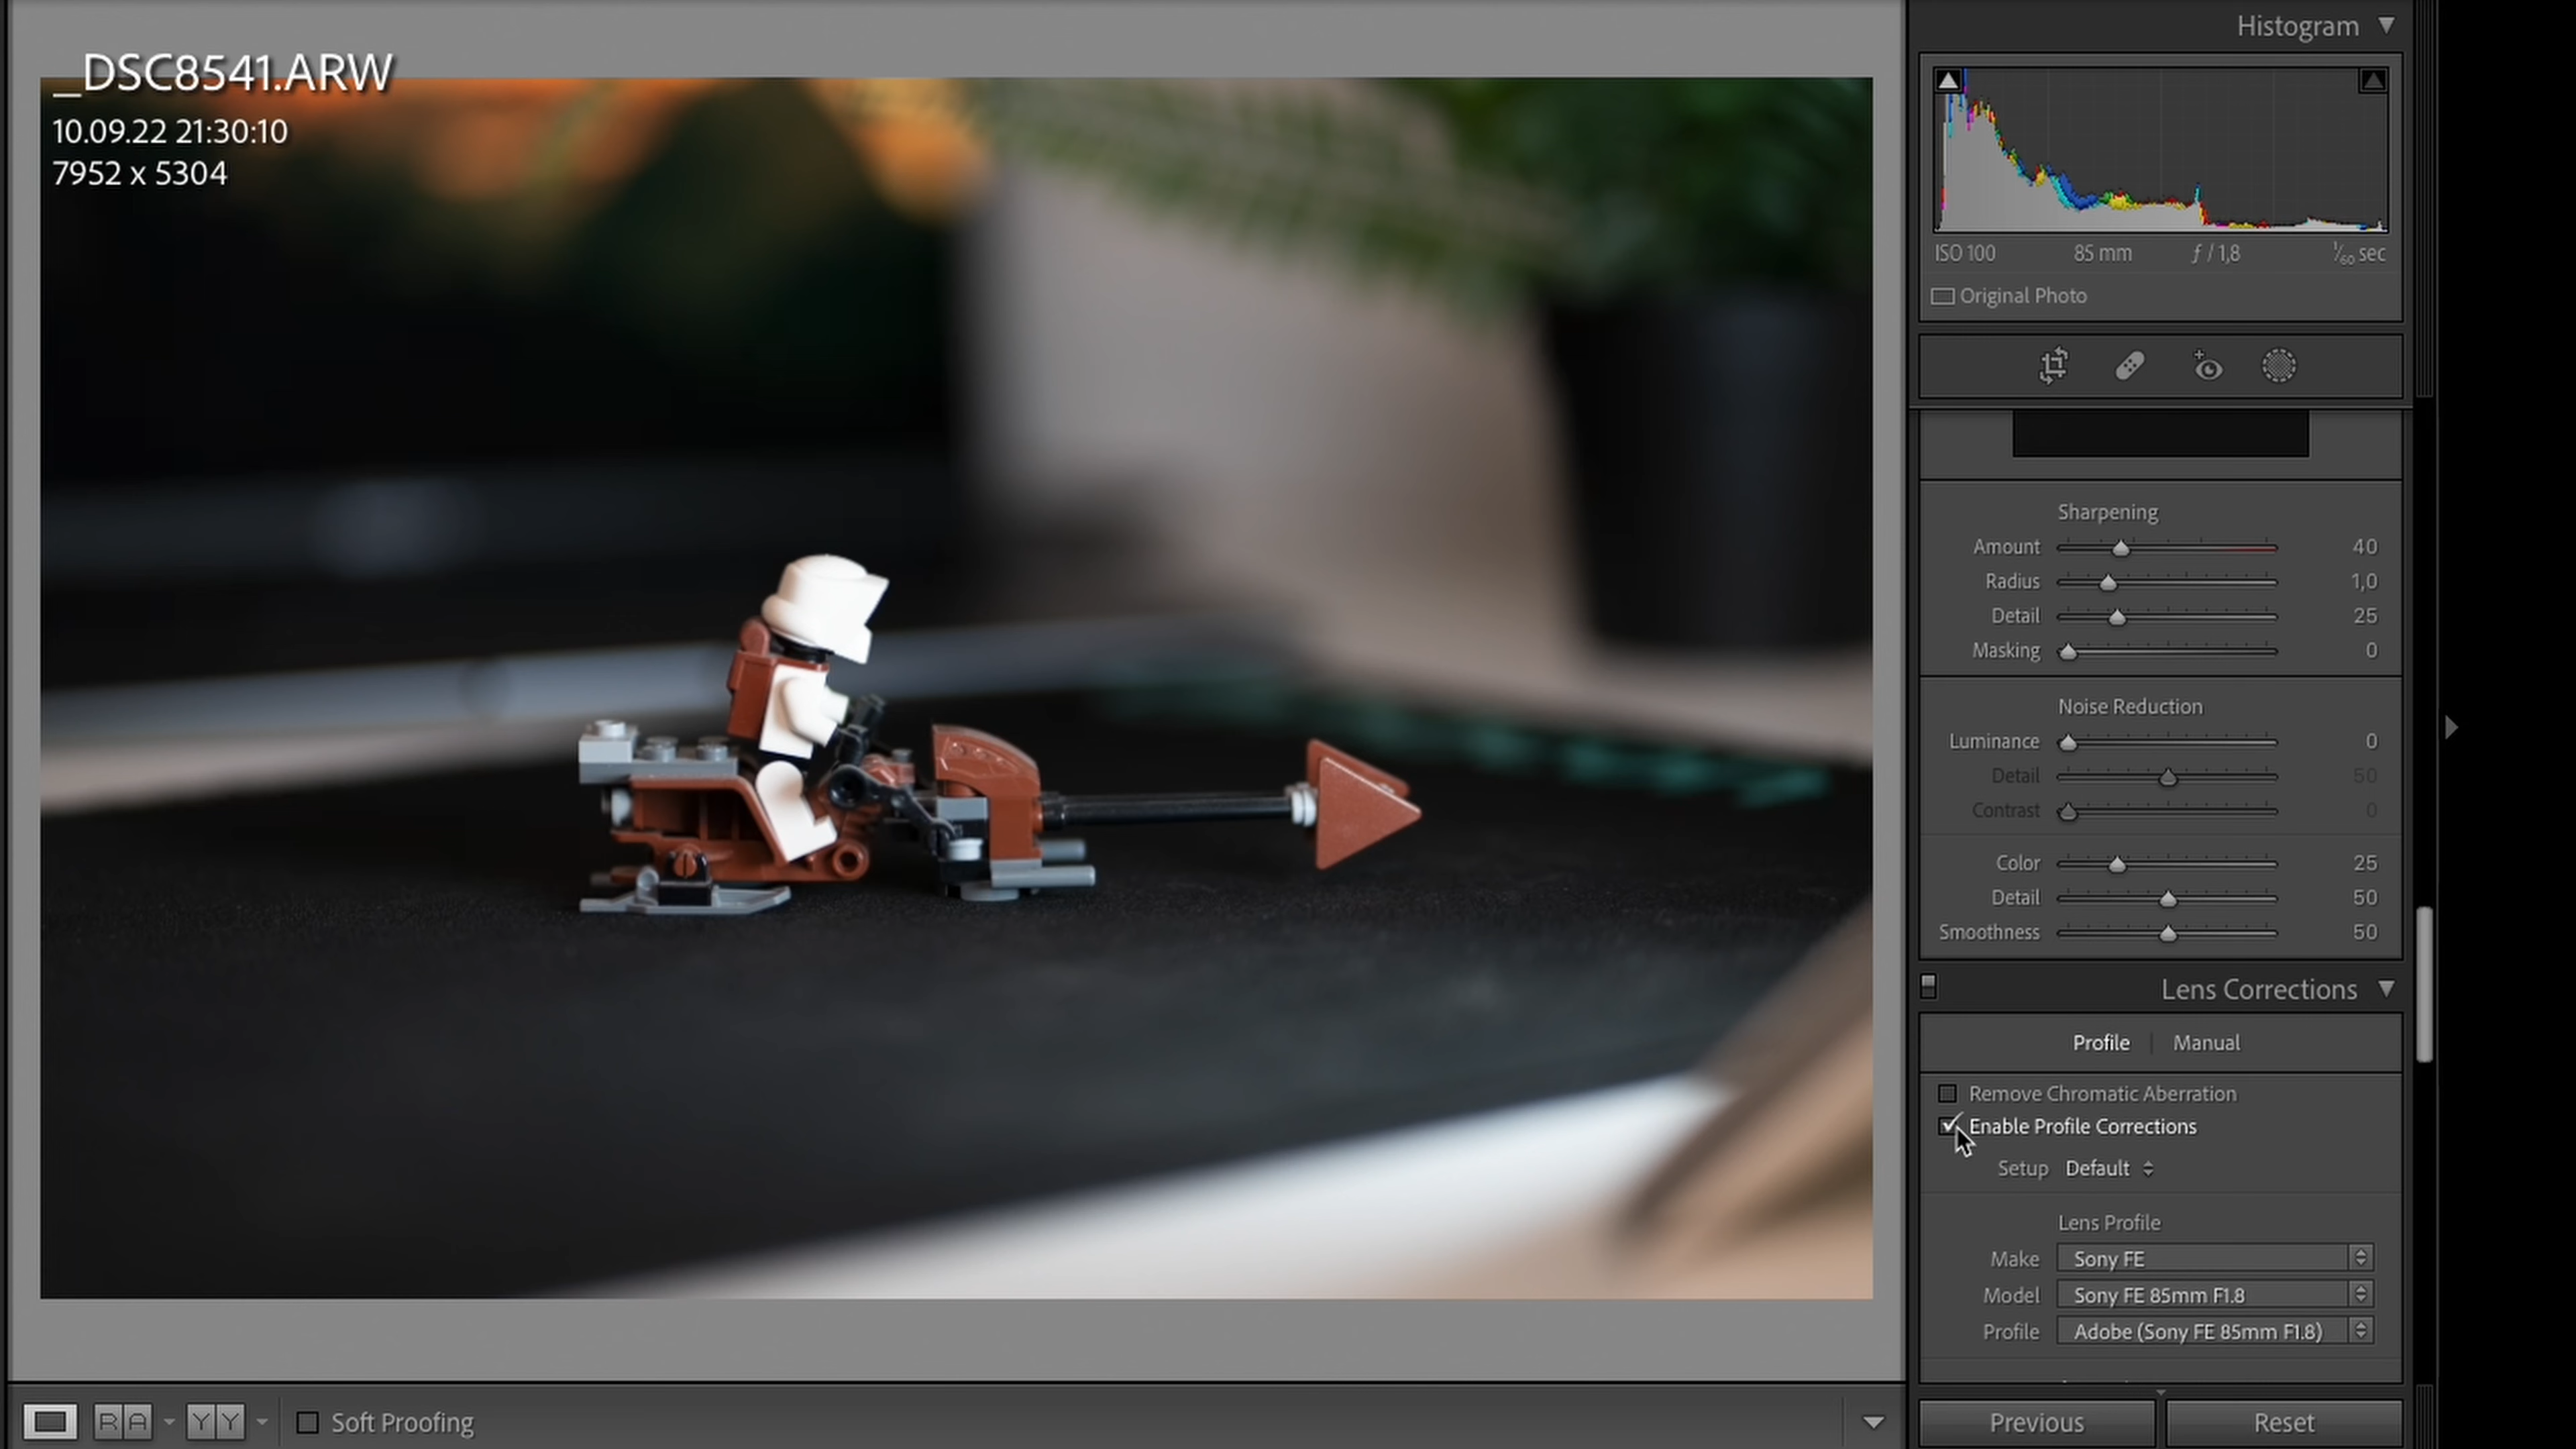 _DSC8541.ARW
10.09.22 21:30:10
7952 x 5304
Histogram
ISO 100 85 mm ƒ / 1,8 1/60 sec
Original Photo
Sharpening
Amount 40
Radius 1,0
Detail 25
Masking 0
Noise Reduction
Luminance 0
Detail 50
Contrast 0
Color 25
Detail 50
Smoothness 50
Lens Corrections
Profile | Manual
Remove Chromatic Aberration
Enable Profile Corrections
Setup Default
Lens Profile
Make Sony FE
Model Sony FE 85mm F1.8
Profile Adobe (Sony FE 85mm F1.8)
R A Y Y Soft Proofing
Previous Reset